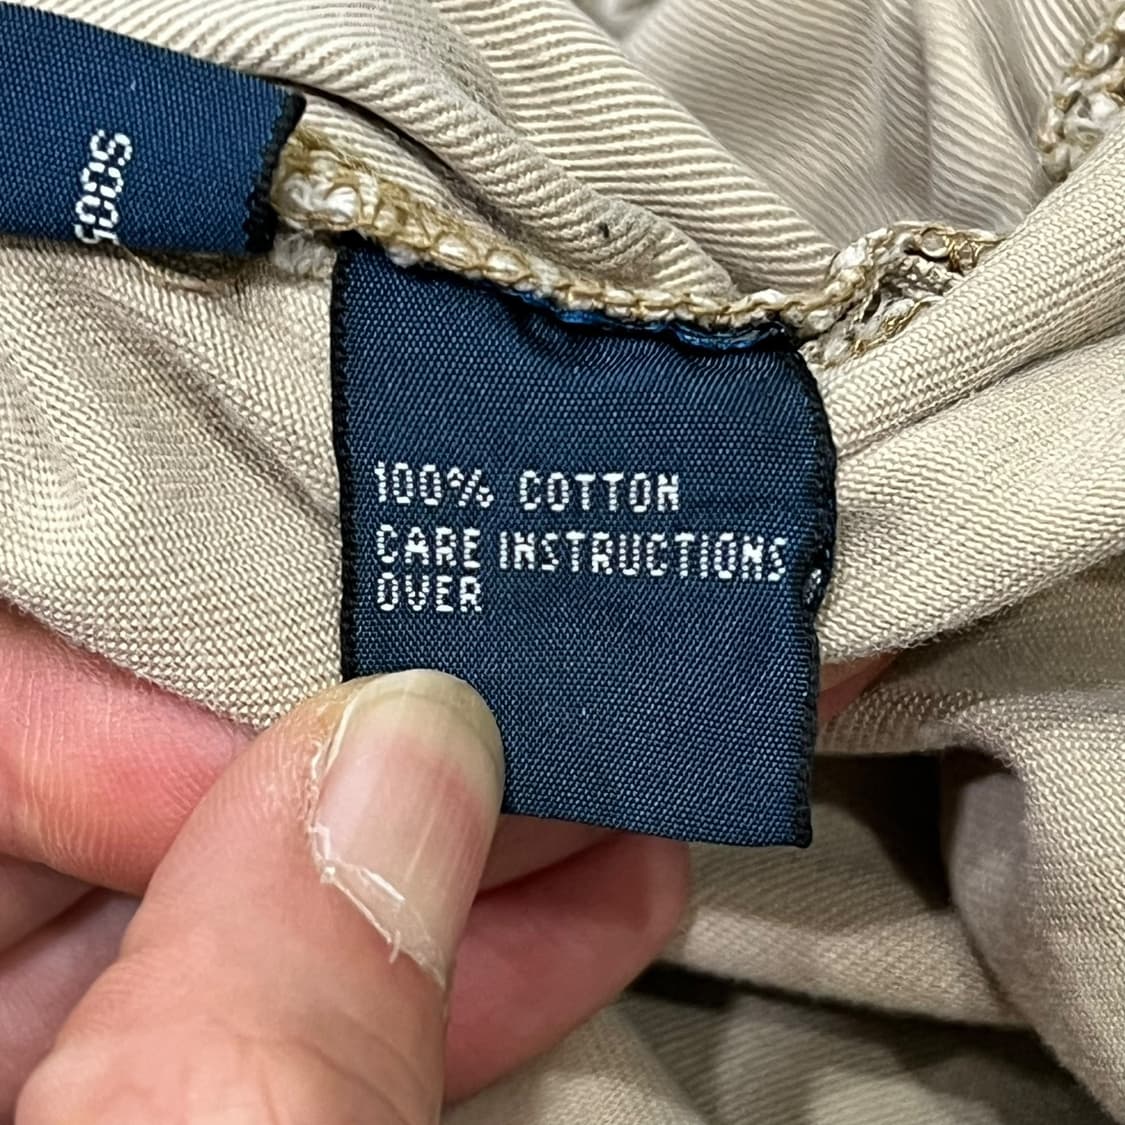 100% COTTON
CARE INSTRUCTIONS
OVER